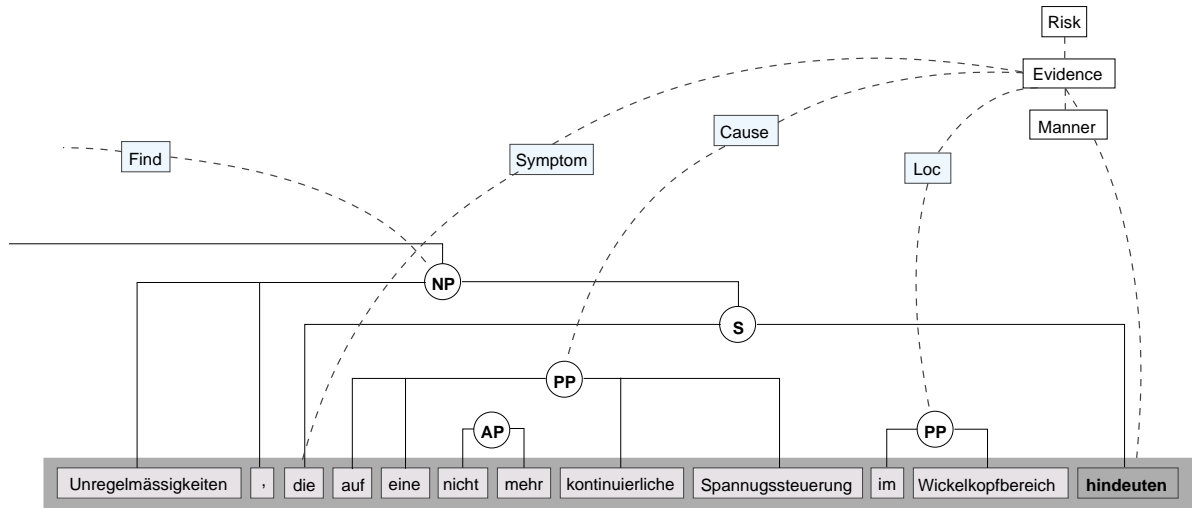 Risk
Evidence
Manner
Cause
Find
Symptom
Loc
NP
S
PP
AP
PP
Unregelmässigkeiten , die auf eine nicht mehr kontinuierliche Spannugssteuerung im Wickelkopfbereich hindeuten